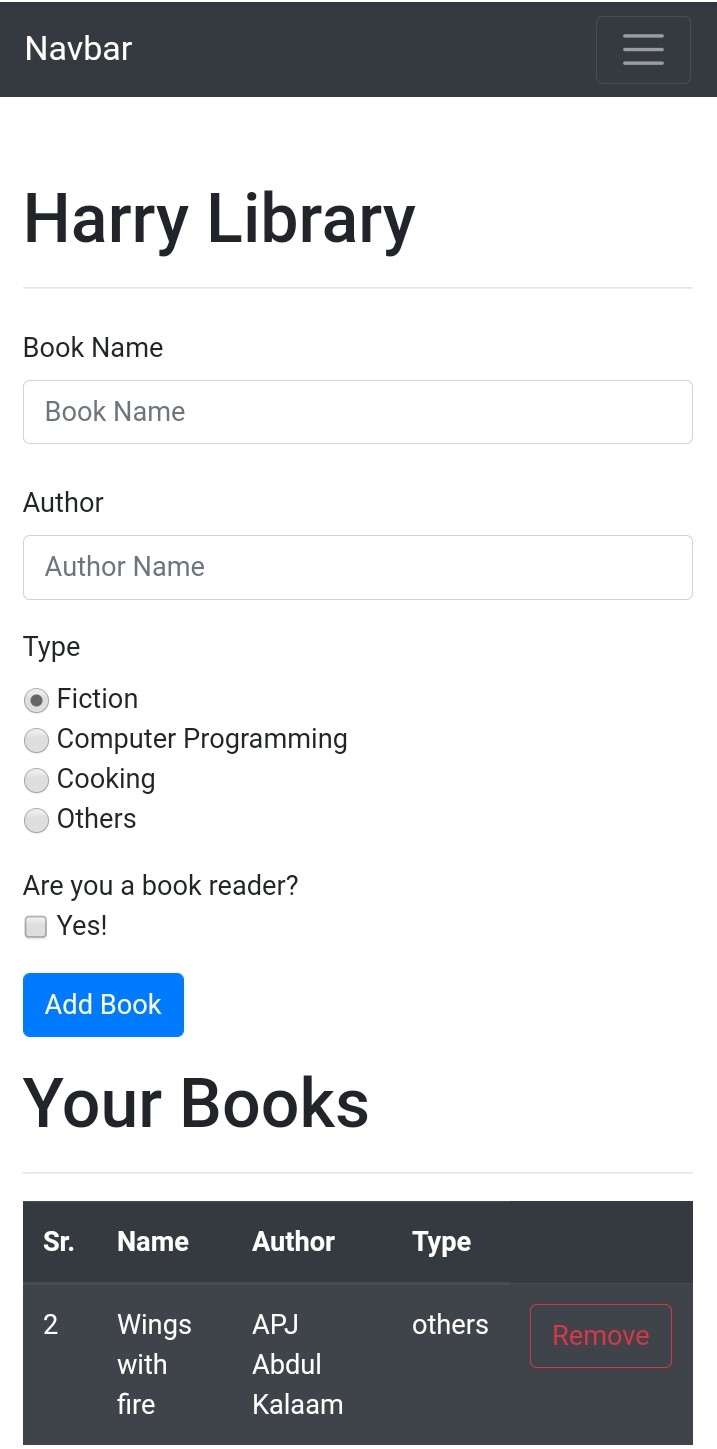 Navbar
Harry Library
Book Name
Book Name
Author
Author Name
Type
Fiction
Computer Programming
Cooking
Others
Are you a book reader?
Yes!
Add Book
Your Books
Sr. Name Author Type
2 Wings APJ others Remove
with Abdul
fire Kalaam